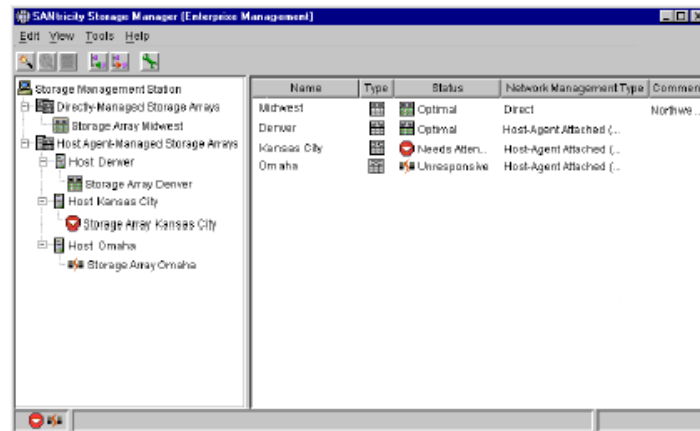 SANtricity Storage Manager [Enterprise Management]
Edit View Tools Help
Storage Management Station
Directly-Managed Storage Arrays
Storage Array Midwest
Host Agent-Managed Storage Arrays
Host Denver
Storage Array Denver
Host Kansas City
Storage Array Kansas City
Host Omaha
Storage Array Omaha
Name Type Status Network Management Type Commen
Midwest Optimal Direct Northwe...
Denver Optimal Host-Agent Attached (...
Kansas City Needs Atten... Host-Agent Attached (...
Omaha Unresponsive Host-Agent Attached (...